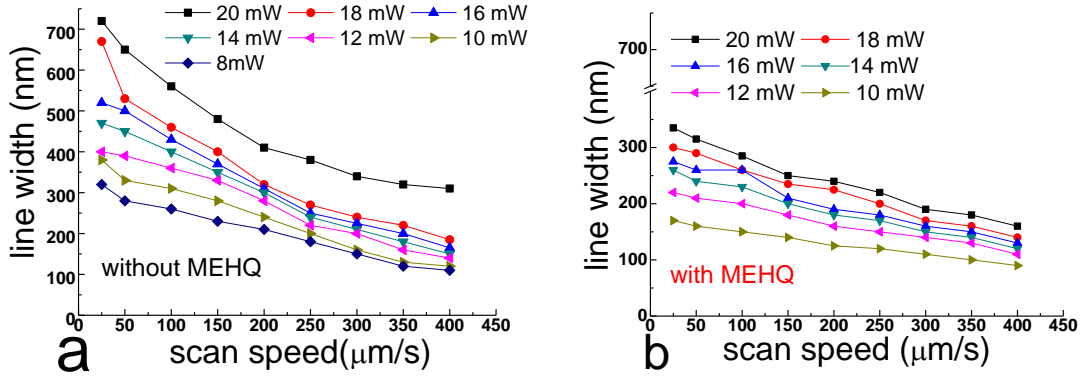 20 mW 18 mW 16 mW
14 mW 12 mW 10 mW
8mW
700
600
500
400
300
200
100
0
line width (nm)
without MEHQ
50 100 150 200 250 300 350 400 450
scan speed(μm/s)
a
20 mW 18 mW
16 mW 14 mW
12 mW 10 mW
700
300
200
100
0
line width (nm)
with MEHQ
50 100 150 200 250 300 350 400 450
scan speed (μm/s)
b